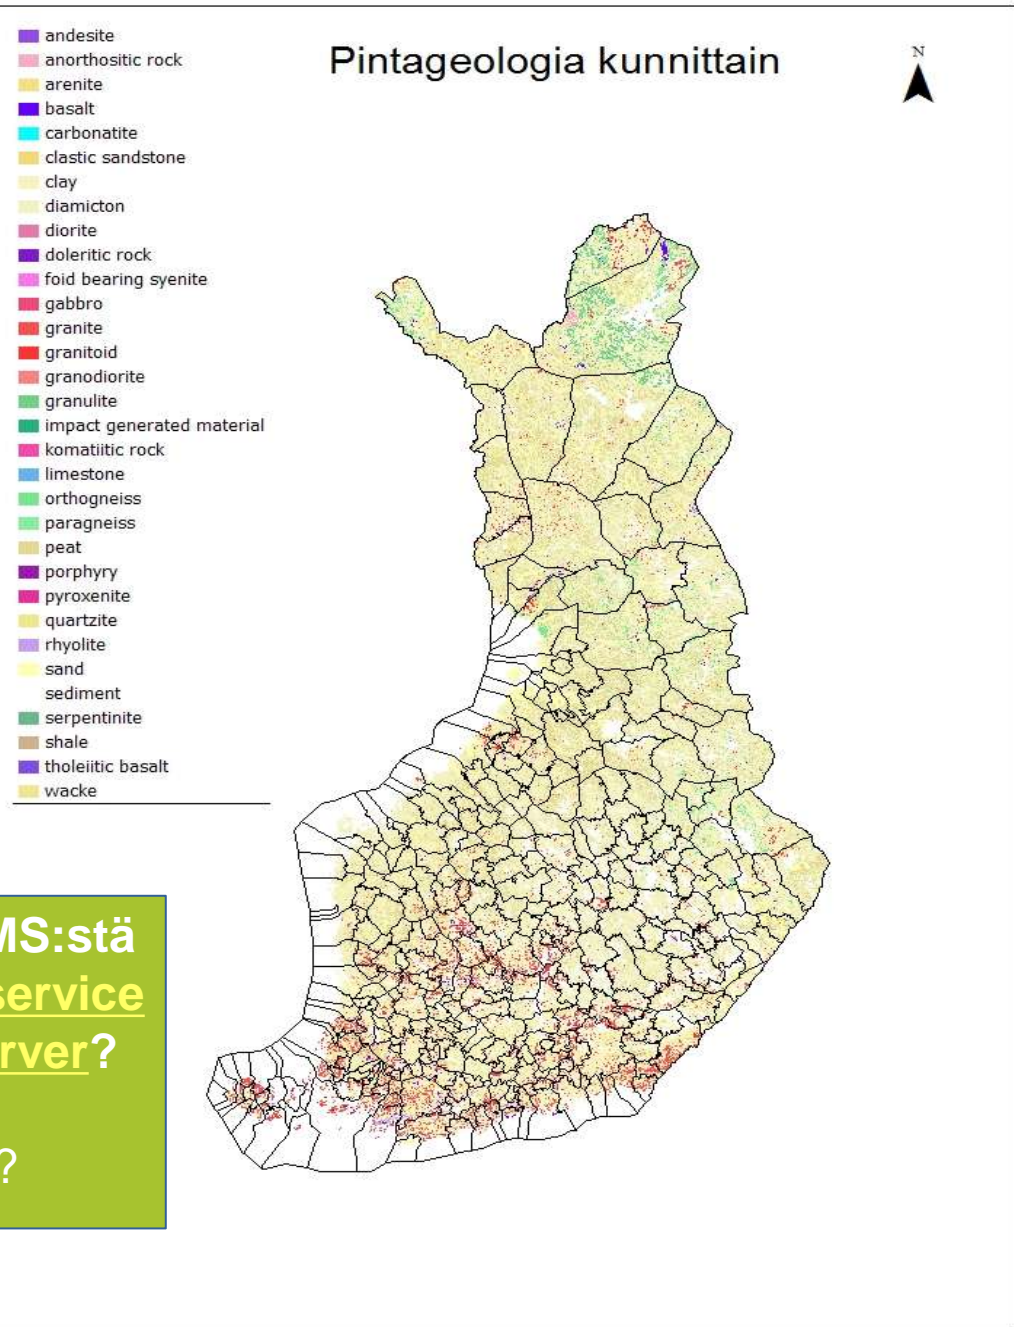 andesite
anorthositic rock
arenite
basalt
carbonatite
clastic sandstone
clay
diamicton
diorite
doleritic rock
foid bearing syenite
gabbro
granite
granitoid
granodiorite
granulite
impact generated material
komatiitic rock
limestone
orthogneiss
paragneiss
peat
porphyry
pyroxenite
quartzite
rhyolite
sand
sediment
serpentinite
shale
tholeiitic basalt
wacke
Pintageologia kunnittain
N
MS:stä
service
rver?
?